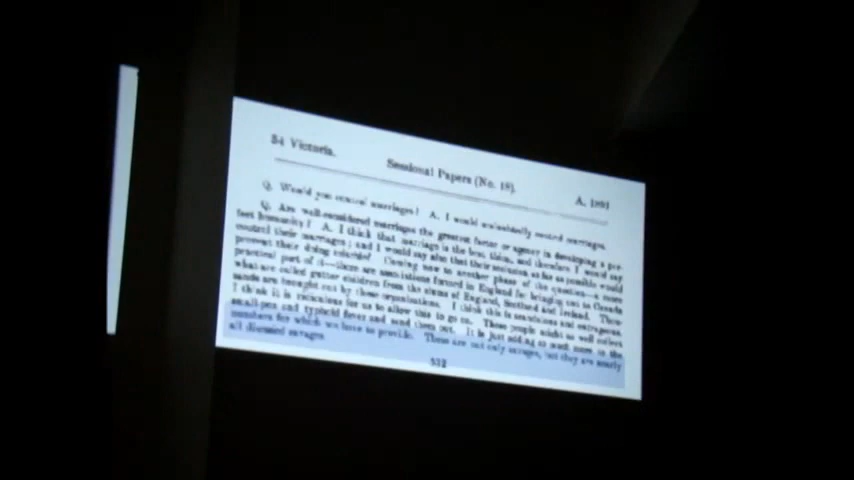 54 Victoria. Sessional Papers (No. 18). A. 1891
Q. Would you control marriages? A. I would undoubtedly control marriages.
Q. Are well-considered marriages the greatest factor or agency in developing a per-
fect humanity? A. I think that marriage is the best thing, and therefore I would say
control their marriages; and I would say also that their seclusion as far as possible would
prevent their doing
Coming now to another phase of the question—a more
practical part of it—there are associations formed in England for bringing out to Canada
what are called gutter children from the slums of England, Scotland and Ireland. Thou-
sands are brought out by these organizations. I think this is scandalous and outrageous.
I think it is ridiculous for us to allow this to go on. These people might as well collect
small-pox and typhoid fever and send them out. It is just adding so much more to the
numbers for which we have to provide. These are not only
but they are nearly
all diseased
512